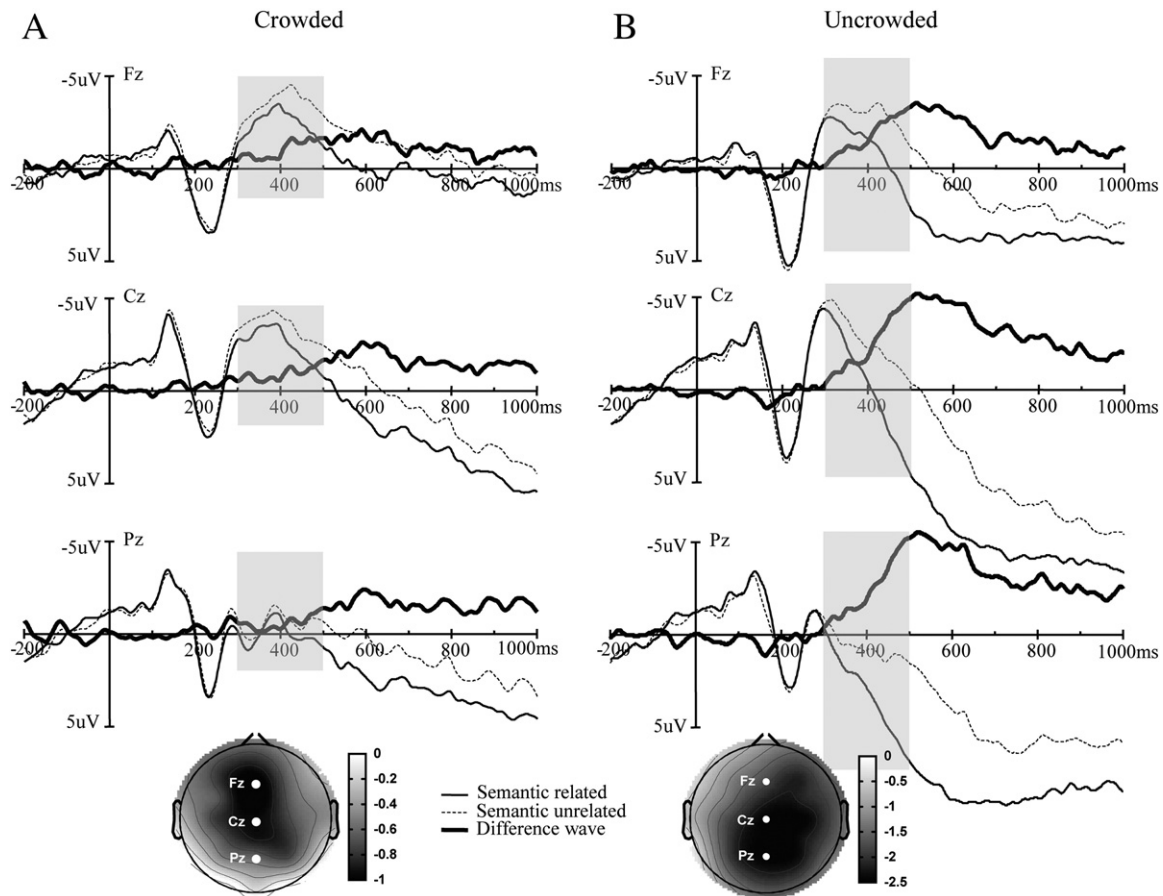 A
Crowded
-5uV
Fz
-200
200
400
600
800
1000ms
5uV
-5uV
Cz
-200
200
400
600
800
1000ms
5uV
-5uV
Pz
-200
200
400
600
800
1000ms
5uV
Fz
Cz
Pz
0
-0.2
-0.4
-0.6
-0.8
-1
Semantic related
Semantic unrelated
Difference wave
B
Uncrowded
-5uV
Fz
-200
200
400
600
800
1000ms
5uV
-5uV
Cz
-200
200
400
600
800
1000ms
5uV
-5uV
Pz
-200
200
400
600
800
1000ms
5uV
Fz
Cz
Pz
0
-0.5
-1
-1.5
-2
-2.5